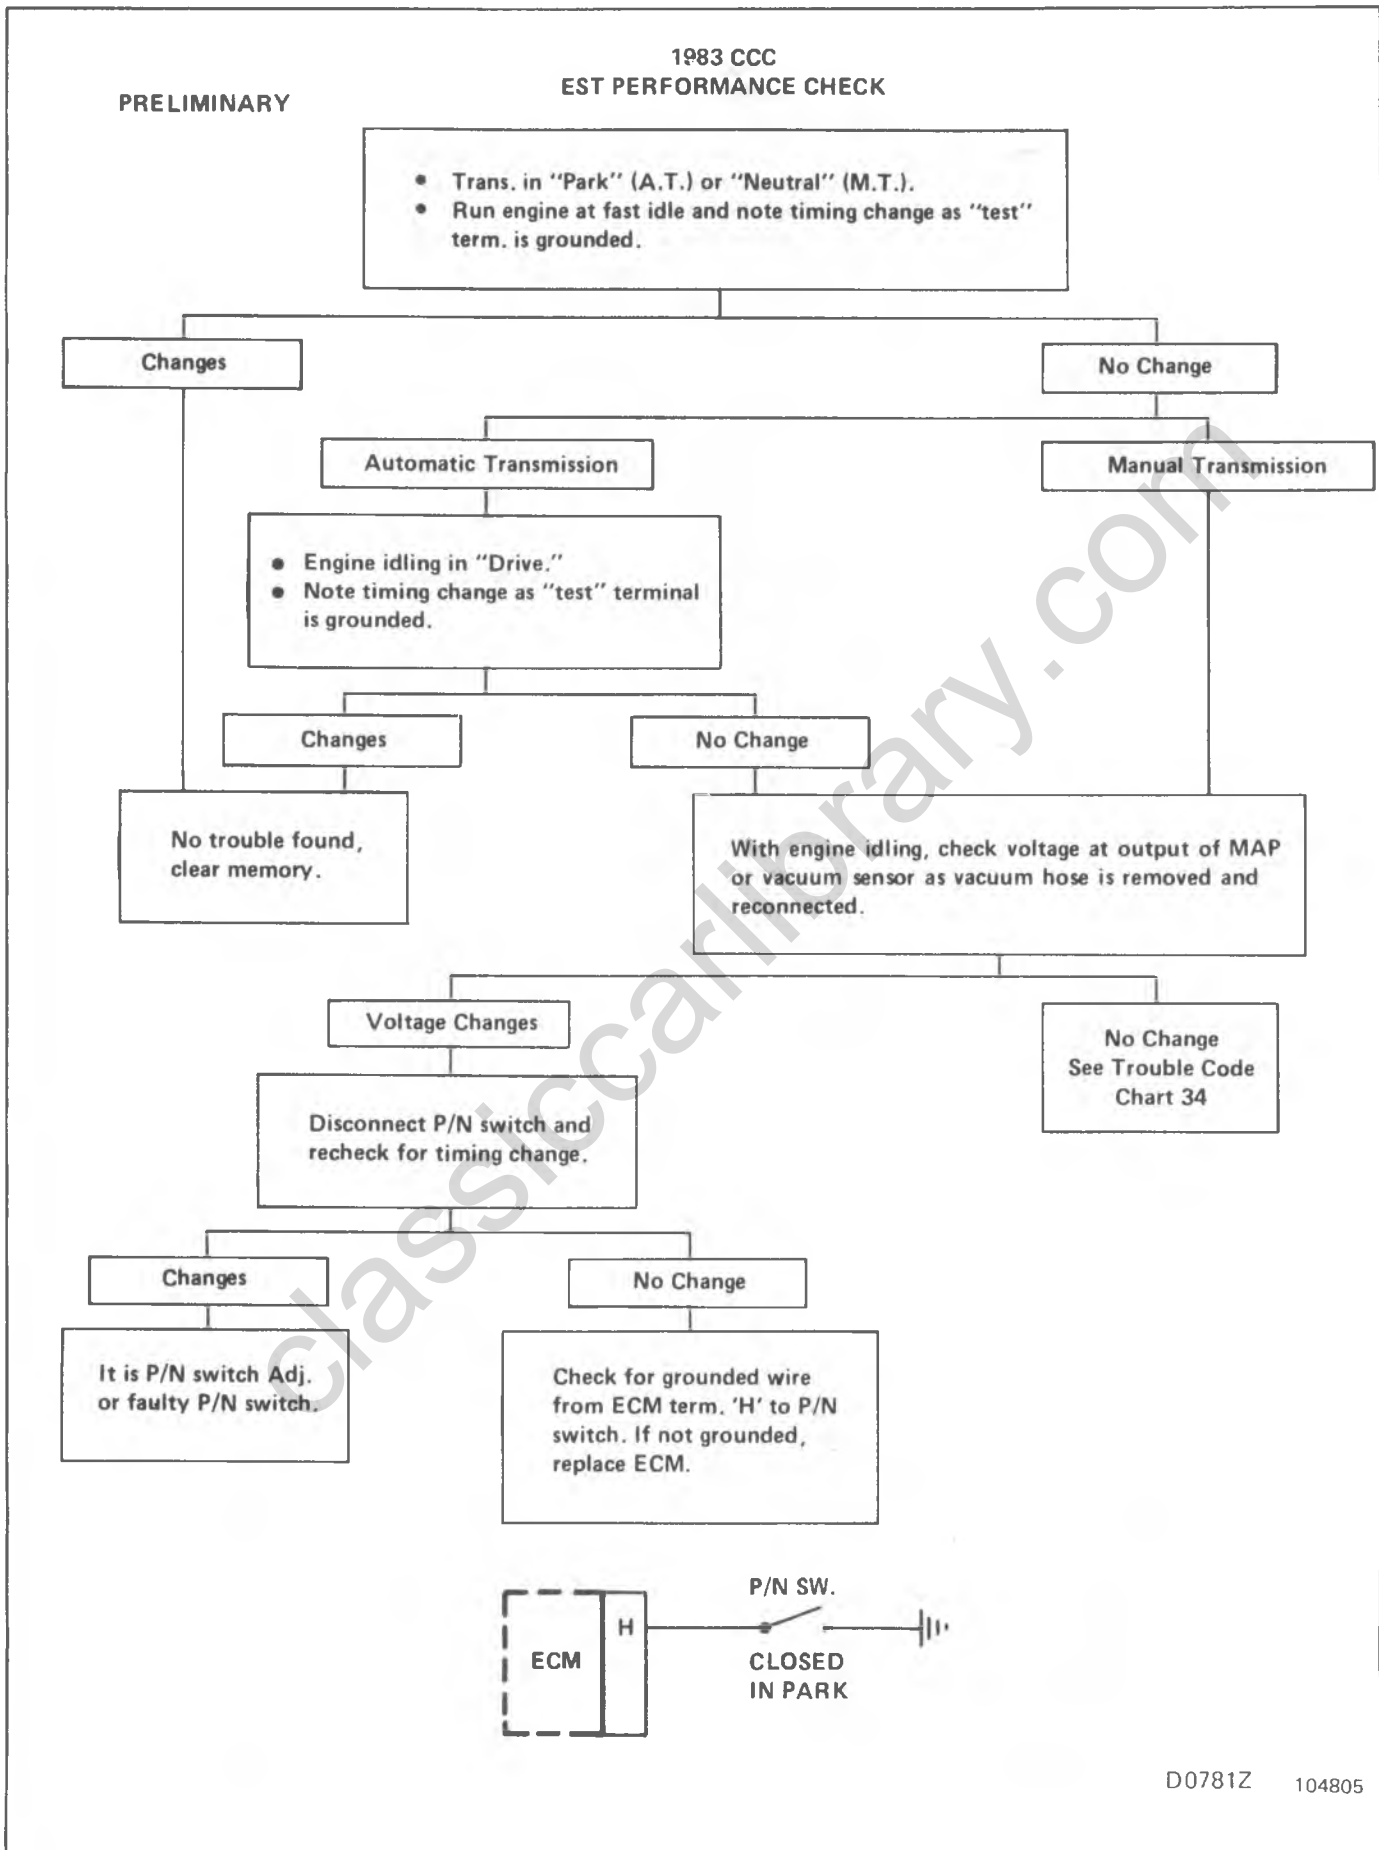 1983 CCC
EST PERFORMANCE CHECK
PRELIMINARY
• Trans. in "Park" (A.T.) or "Neutral" (M.T.).
• Run engine at fast idle and note timing change as "test"
term. is grounded.
Changes
No Change
Automatic Transmission
Manual Transmission
• Engine idling in "Drive."
• Note timing change as "test" terminal
is grounded.
Changes
No Change
No trouble found,
clear memory.
With engine idling, check voltage at output of MAP
or vacuum sensor as vacuum hose is removed and
reconnected.
Voltage Changes
No Change
See Trouble Code
Chart 34
Disconnect P/N switch and
recheck for timing change.
Changes
No Change
It is P/N switch Adj.
or faulty P/N switch.
Check for grounded wire
from ECM term. 'H' to P/N
switch. If not grounded,
replace ECM.
P/N SW.
H
ECM
CLOSED
IN PARK
D0781Z 104805
classiccarlibrary.com